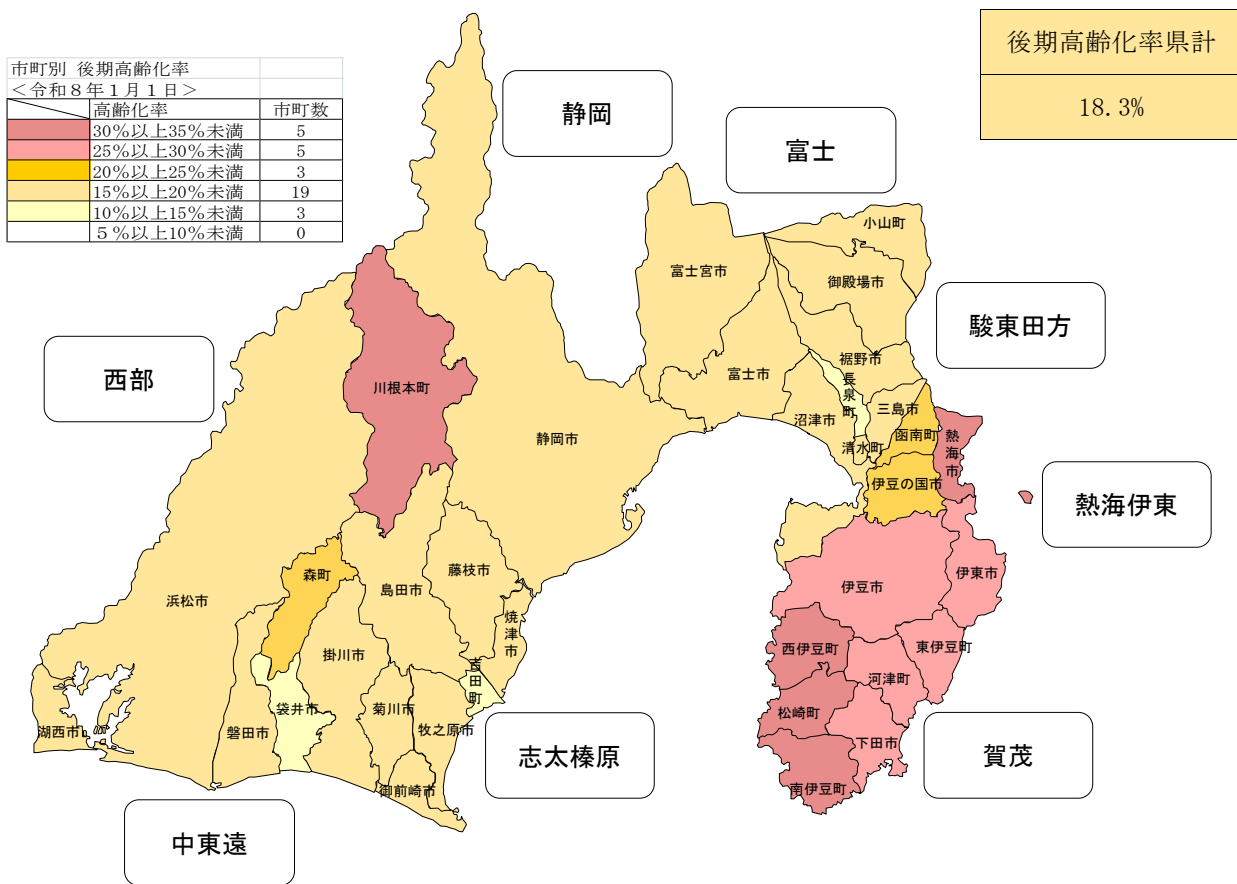 後期高齢化率県計
18.3%
市町別 後期高齢化率
＜令和８年１月１日＞
高齢化率 市町数
30％以上35％未満 5
25％以上30％未満 5
20％以上25％未満 3
15％以上20％未満 19
10％以上15％未満 3
５％以上10％未満 0
静岡
富士
小山町
富士宮市
御殿場市
駿東田方
西部
裾野市
川根本町
富士市
長泉町
三島市
沼津市
函南町
静岡市
清水町
熱海市
伊豆の国市
熱海伊東
藤枝市
森町
島田市
伊豆市
伊東市
浜松市
焼津市
掛川市
西伊豆町
東伊豆町
吉田町
河津町
袋井市
菊川市
松崎町
湖西市
磐田市
牧之原市
下田市
志太榛原
賀茂
御前崎市
南伊豆町
中東遠